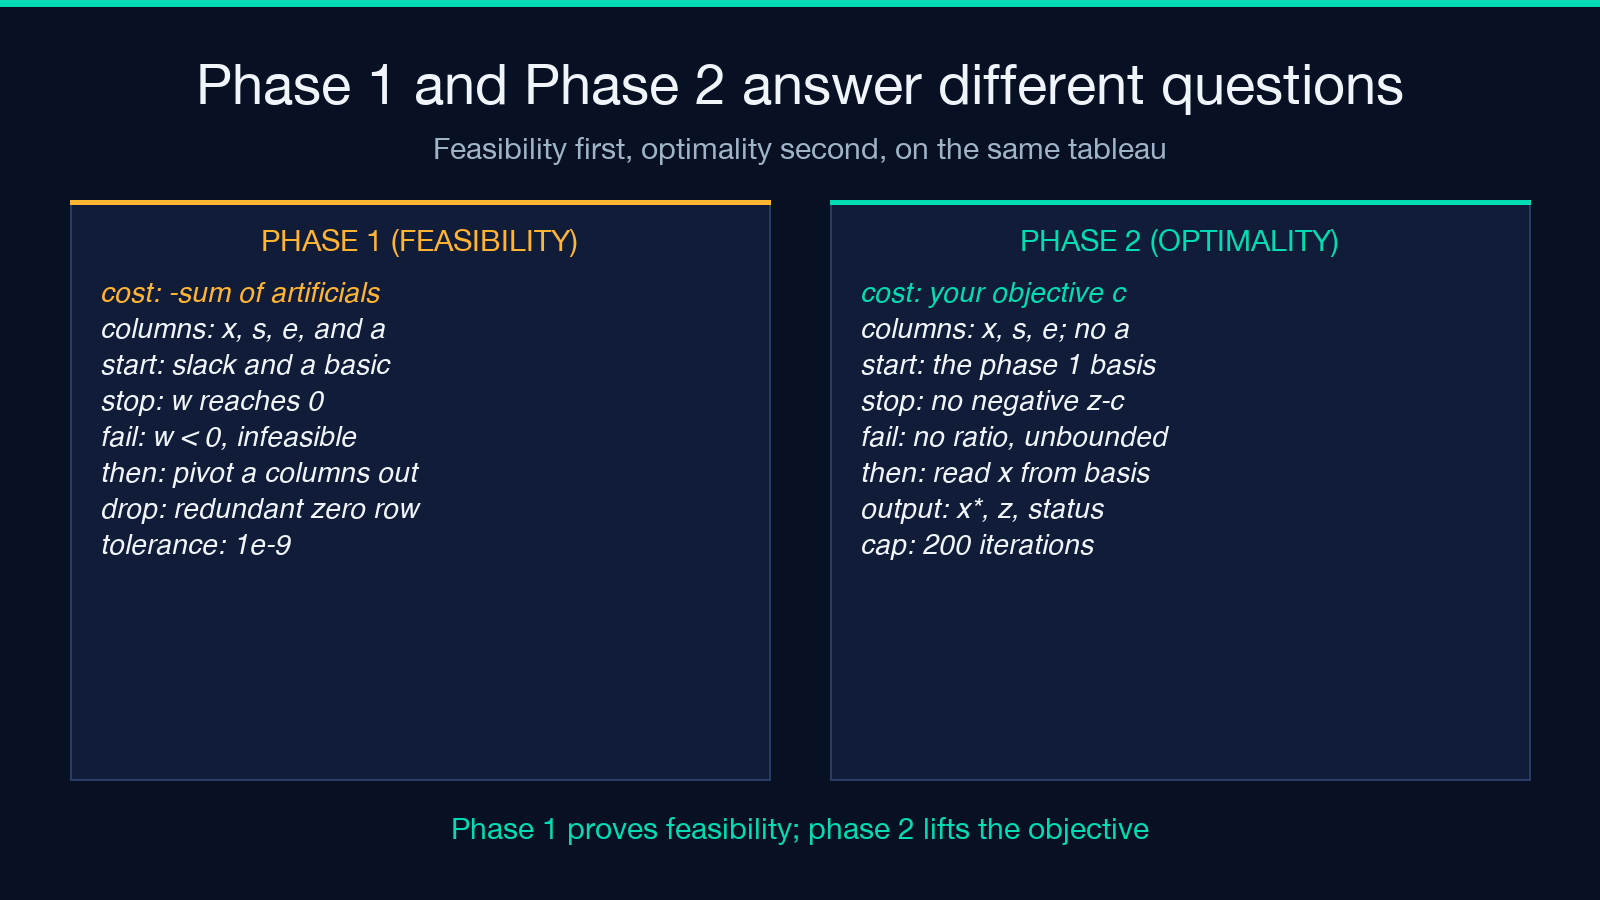 Phase 1 and Phase 2 answer different questions
Feasibility first, optimality second, on the same tableau
PHASE 1 (FEASIBILITY)
cost: -sum of artificials
columns: x, s, e, and a
start: slack and a basic
stop: w reaches 0
fail: w < 0, infeasible
then: pivot a columns out
drop: redundant zero row
tolerance: 1e-9
PHASE 2 (OPTIMALITY)
cost: your objective c
columns: x, s, e; no a
start: the phase 1 basis
stop: no negative z-c
fail: no ratio, unbounded
then: read x from basis
output: x*, z, status
cap: 200 iterations
Phase 1 proves feasibility; phase 2 lifts the objective